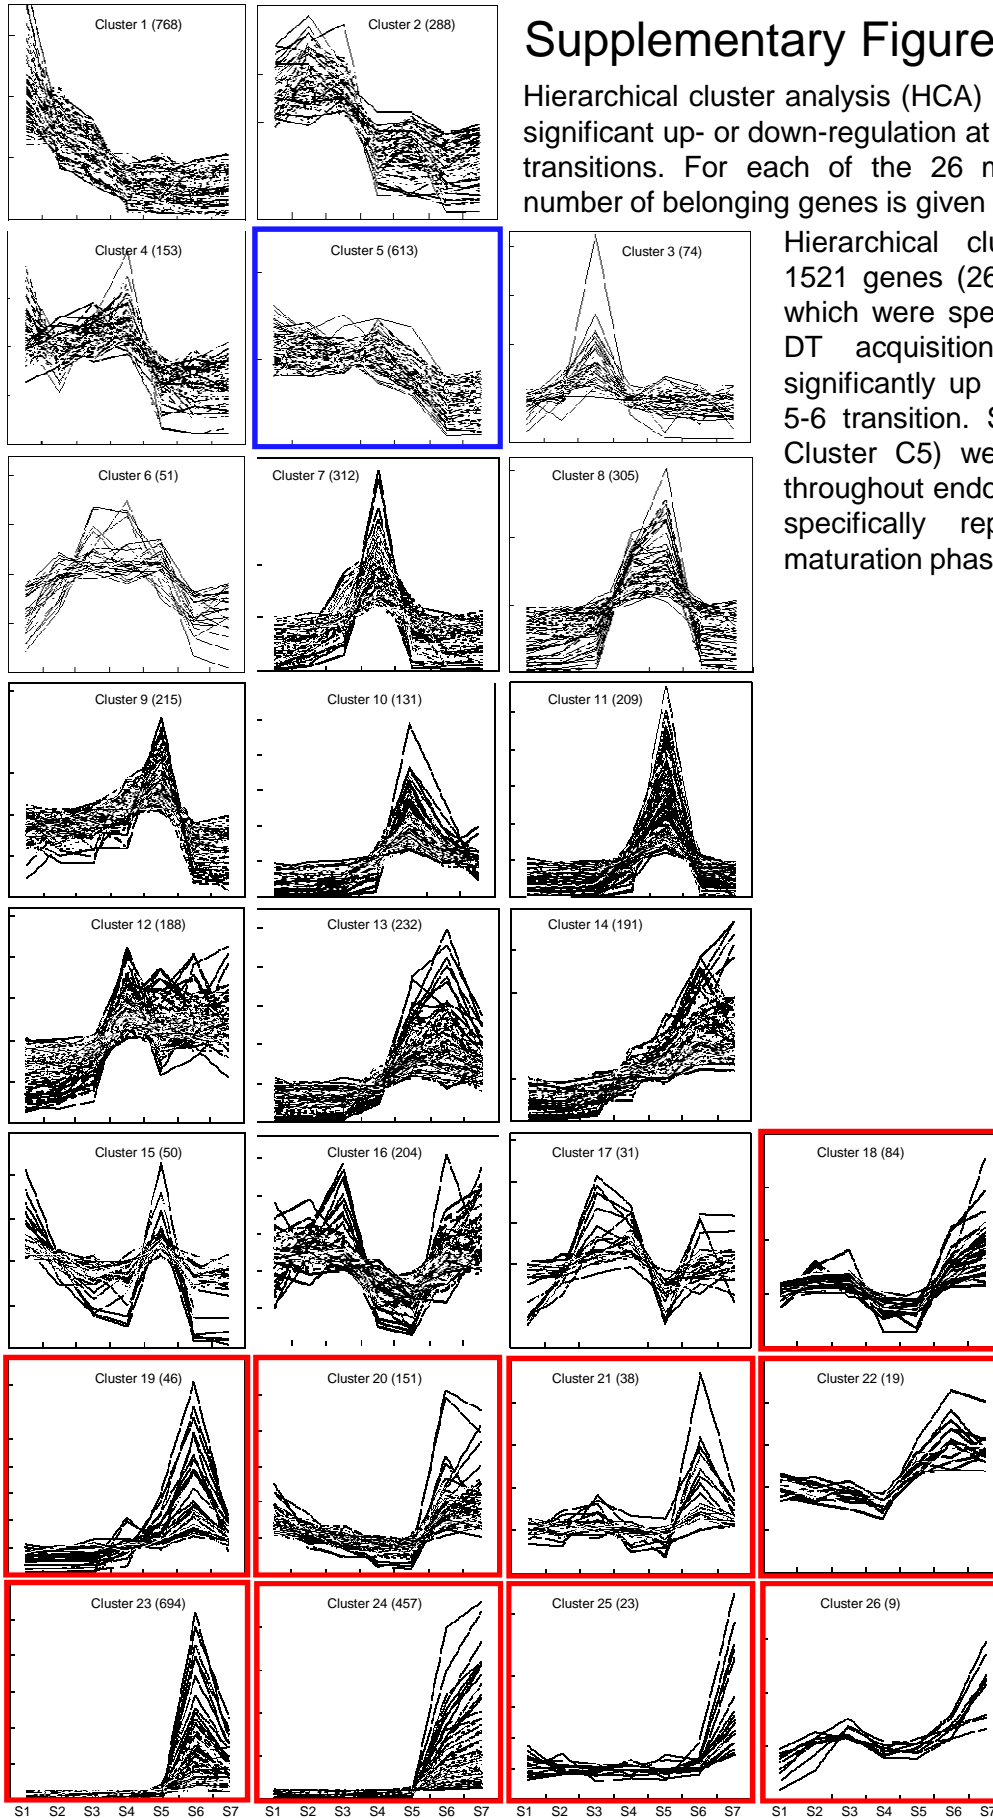 Supplementary Figure
Hierarchical cluster analysis (HCA)
significant up- or down-regulation at
transitions. For each of the 26 m
number of belonging genes is given
Hierarchical clu
1521 genes (26
which were spe
DT acquisition
significantly up
5-6 transition. S
Cluster C5) we
throughout endo
specifically rep
maturation phas
Cluster 1 (768)
Cluster 2 (288)
Cluster 4 (153)
Cluster 5 (613)
Cluster 3 (74)
Cluster 6 (51)
Cluster 7 (312)
Cluster 8 (305)
Cluster 9 (215)
Cluster 10 (131)
Cluster 11 (209)
Cluster 12 (188)
Cluster 13 (232)
Cluster 14 (191)
Cluster 15 (50)
Cluster 16 (204)
Cluster 17 (31)
Cluster 18 (84)
Cluster 19 (46)
Cluster 20 (151)
Cluster 21 (38)
Cluster 22 (19)
Cluster 23 (694)
Cluster 24 (457)
Cluster 25 (23)
Cluster 26 (9)
S1 S2 S3 S4 S5 S6 S7
S1 S2 S3 S4 S5 S6 S7
S1 S2 S3 S4 S5 S6 S7
S1 S2 S3 S4 S5 S6 S7